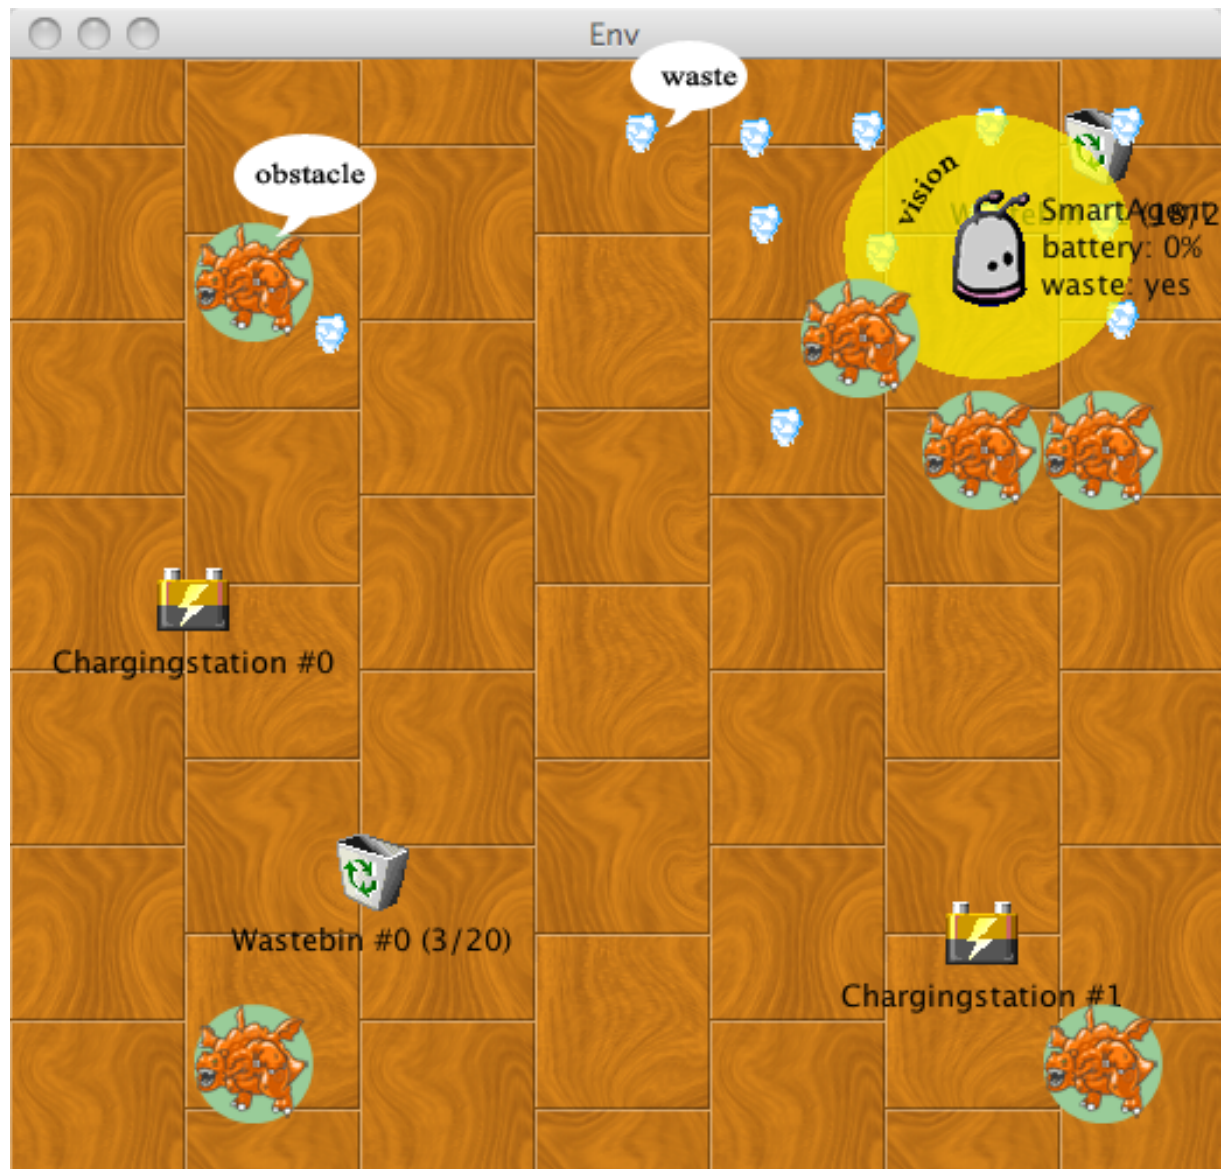 Env
waste
obstacle
vision
SmartAgent
battery: 0%
waste: yes
Chargingstation #0
Wastebin #0 (3/20)
Chargingstation #1